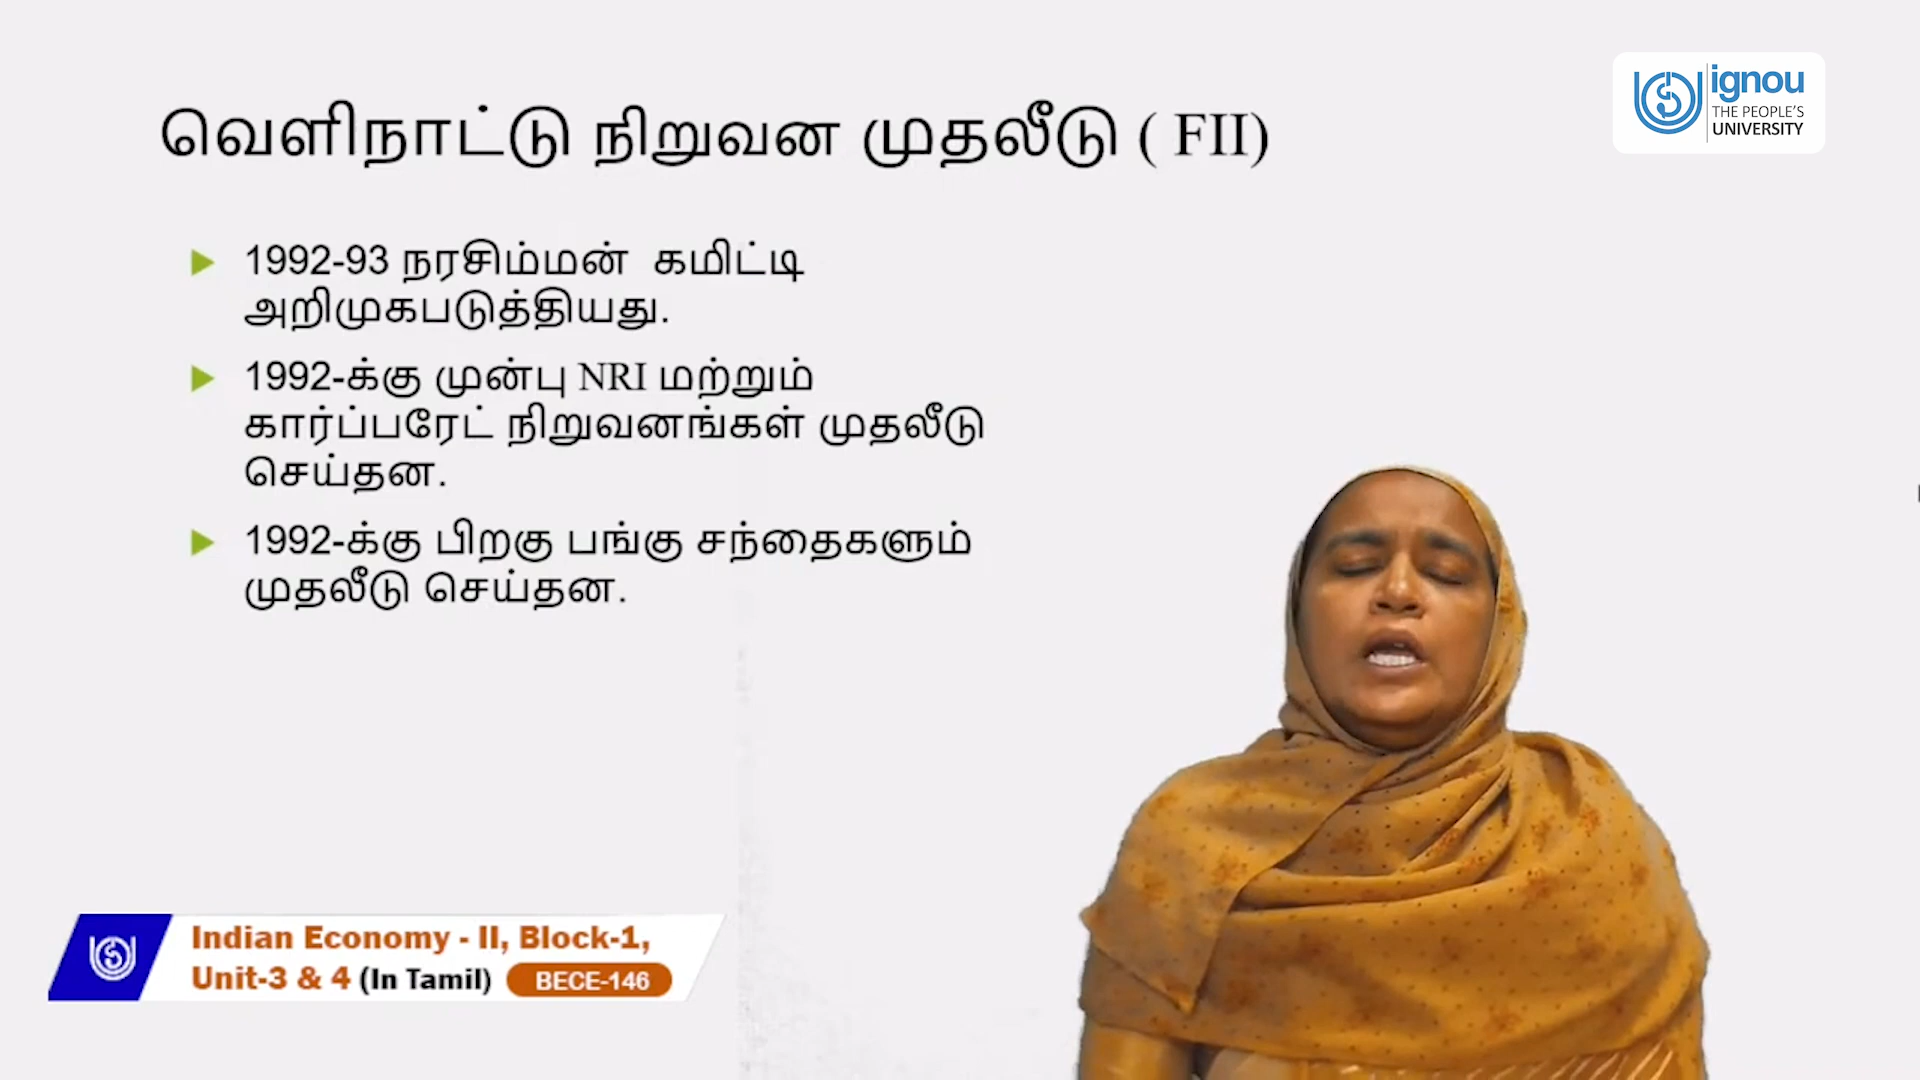 ignou
THE PEOPLE'S
UNIVERSITY
வெளிநாட்டு நிறுவன முதலீடு ( FII)
1992-93 நரசிம்மன் கமிட்டி
அறிமுகபடுத்தியது.
1992-க்கு முன்பு NRI மற்றும்
கார்ப்பரேட் நிறுவனங்கள் முதலீடு
செய்தன.
1992-க்கு பிறகு பங்கு சந்தைகளும்
முதலீடு செய்தன.
Indian Economy - II, Block-1,
Unit-3 & 4 (In Tamil) BECE-146